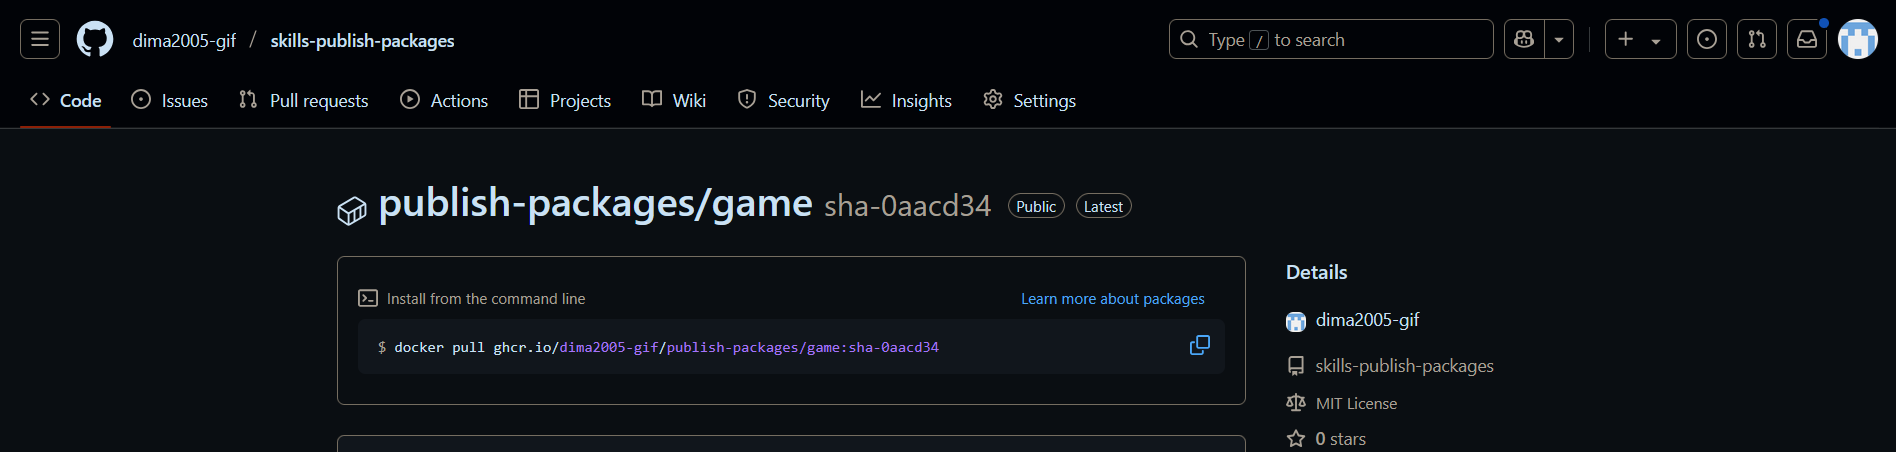 dima2005-gif / skills-publish-packages
Type / to search
Code Issues Pull requests Actions Projects Wiki Security Insights Settings
publish-packages/game sha-0aacd34 Public Latest
Install from the command line
Learn more about packages
$ docker pull ghcr.io/dima2005-gif/publish-packages/game:sha-0aacd34
Details
dima2005-gif
skills-publish-packages
MIT License
0 stars